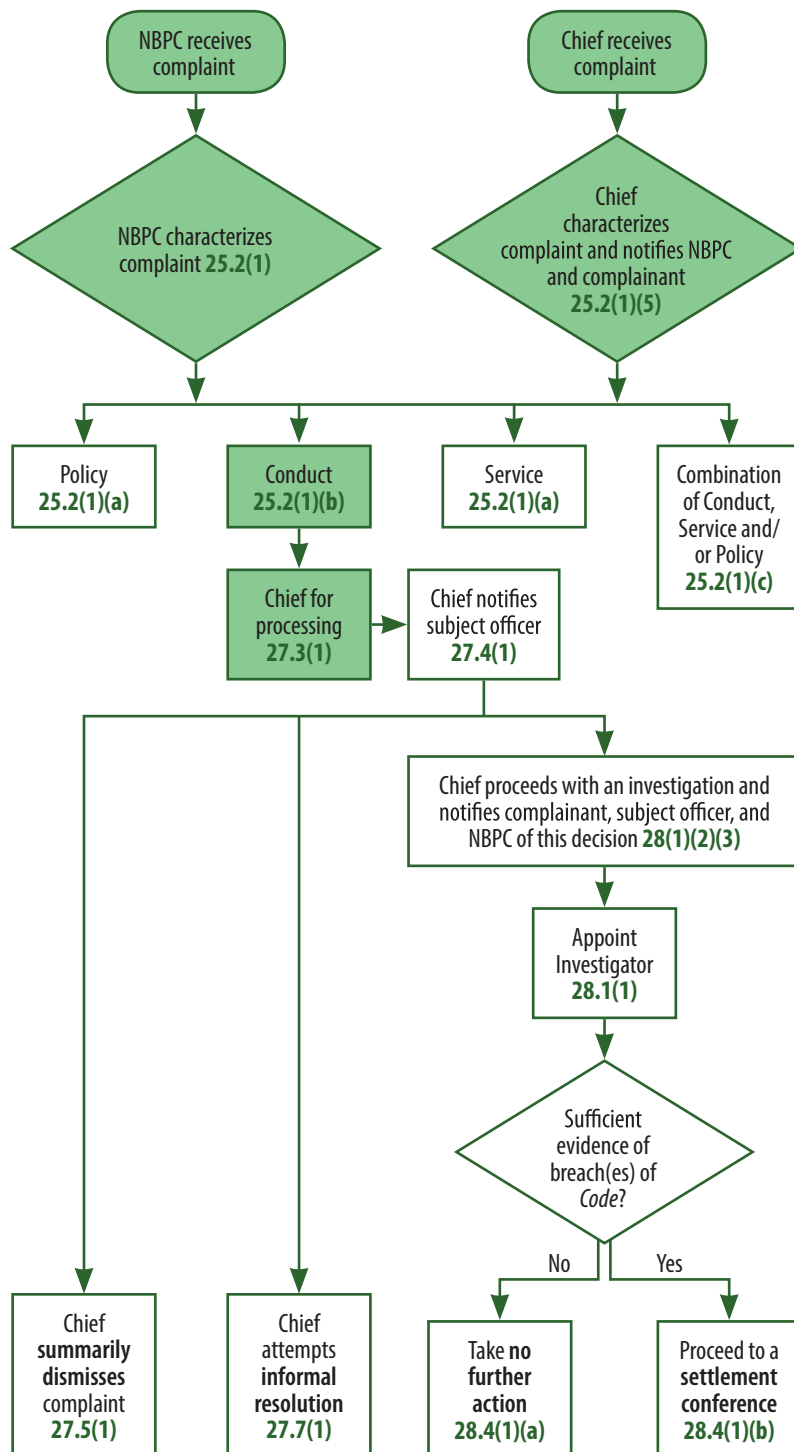 NBPC receives
complaint
Chief receives
complaint
NBPC characterizes
complaint 25.2(1)
Chief
characterizes
complaint and notifies NBPC
and complainant
25.2(1)(5)
Policy
25.2(1)(a)
Conduct
25.2(1)(b)
Service
25.2(1)(a)
Combination
of Conduct,
Service and/
or Policy
25.2(1)(c)
Chief for
processing
27.3(1)
Chief notifies
subject officer
27.4(1)
Chief proceeds with an investigation and
notifies complainant, subject officer, and
NBPC of this decision 28(1)(2)(3)
Appoint
Investigator
28.1(1)
Sufficient
evidence of
breach(es) of
Code?
No
Yes
Chief
summarily
dismisses
complaint
27.5(1)
Chief
attempts
informal
resolution
27.7(1)
Take no
further
action
28.4(1)(a)
Proceed to a
settlement
conference
28.4(1)(b)